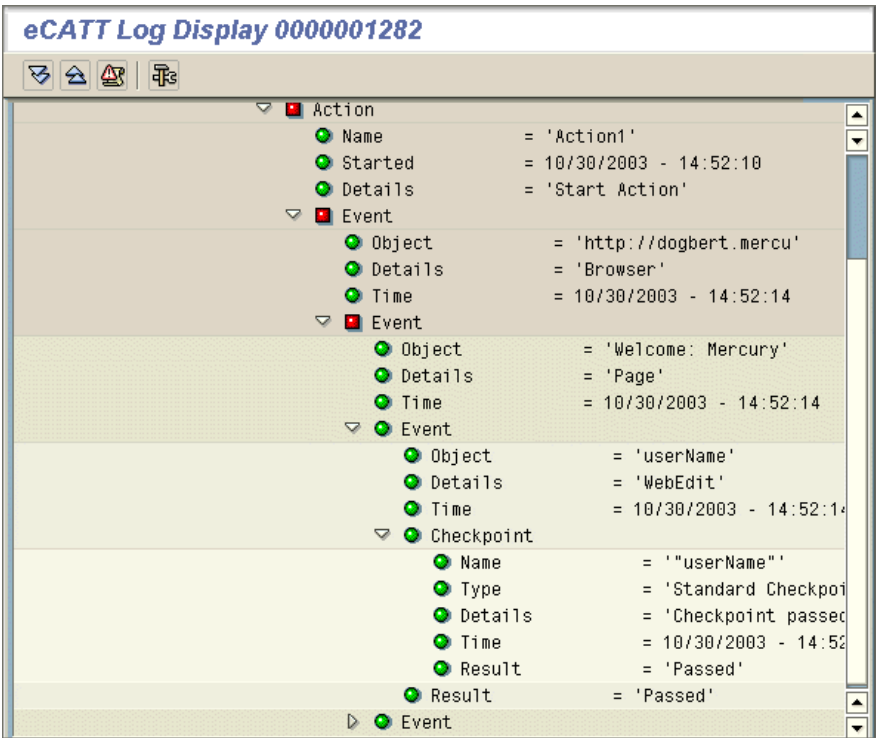 eCATT Log Display 0000001282
Action
Name = 'Action1'
Started = 10/30/2003 - 14:52:10
Details = 'Start Action'
Event
Object = 'http://dogbert.mercu'
Details = 'Browser'
Time = 10/30/2003 - 14:52:14
Event
Object = 'Welcome: Mercury'
Details = 'Page'
Time = 10/30/2003 - 14:52:14
Event
Object = 'userName'
Details = 'WebEdit'
Time = 10/30/2003 - 14:52:14
Checkpoint
Name = '"userName"'
Type = 'Standard Checkpoi
Details = 'Checkpoint passed
Time = 10/30/2003 - 14:52
Result = 'Passed'
Result = 'Passed'
Event